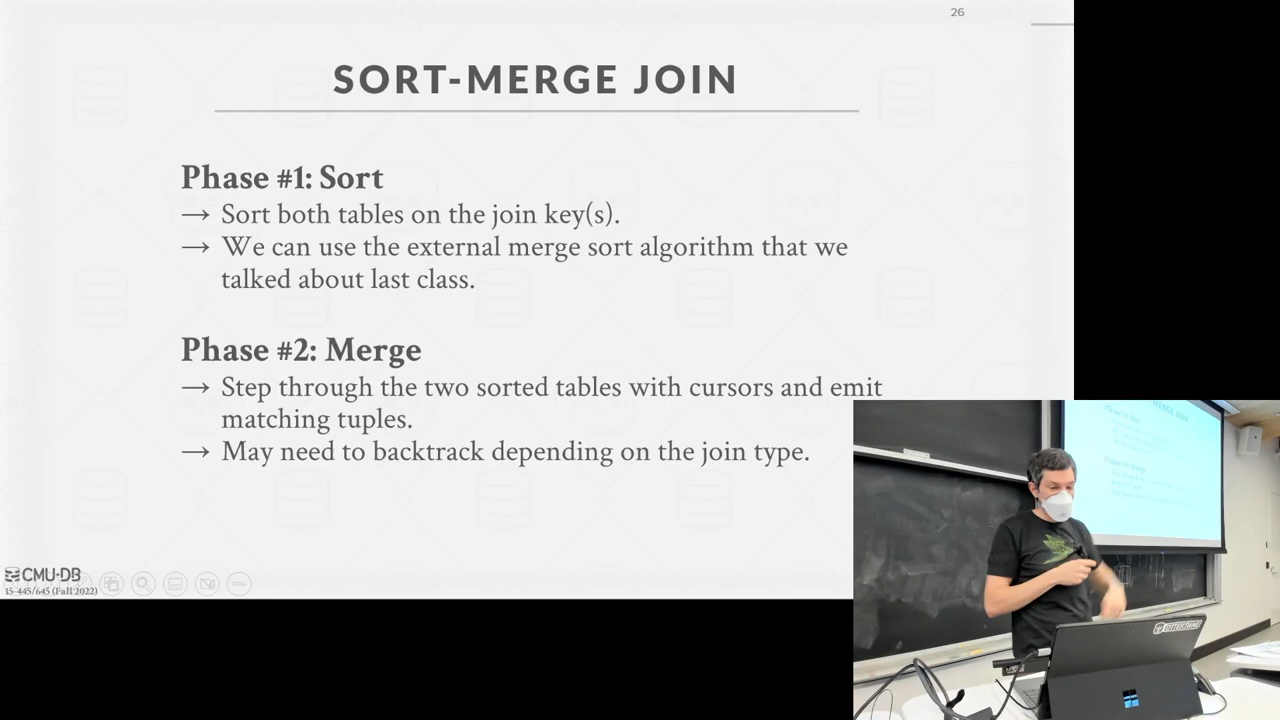 26
SORT-MERGE JOIN
Phase #1: Sort
→ Sort both tables on the join key(s).
→ We can use the external merge sort algorithm that we
talked about last class.
Phase #2: Merge
→ Step through the two sorted tables with cursors and emit
matching tuples.
→ May need to backtrack depending on the join type.
CMU·DB
15-445/645 (Fall 2022)